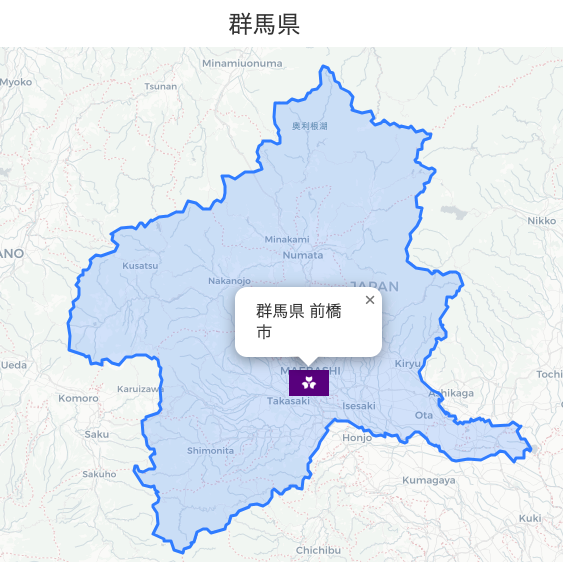 群馬県
Minamiuonuma
Myoko
Tsunan
奥利根湖
Nikko
Minakami
Numata
ANO
Kusatsu
Nakanojo
JAPAN
群馬県 前橋
市
×
Ueda
MAEBASHI
Kiryu
Tochi
Karuizawa
Ashikaga
Komoro
Takasaki
Isesaki
Ota
Saku
Honjo
Shimonita
Sakuho
Kumagaya
Kuki
Chichibu